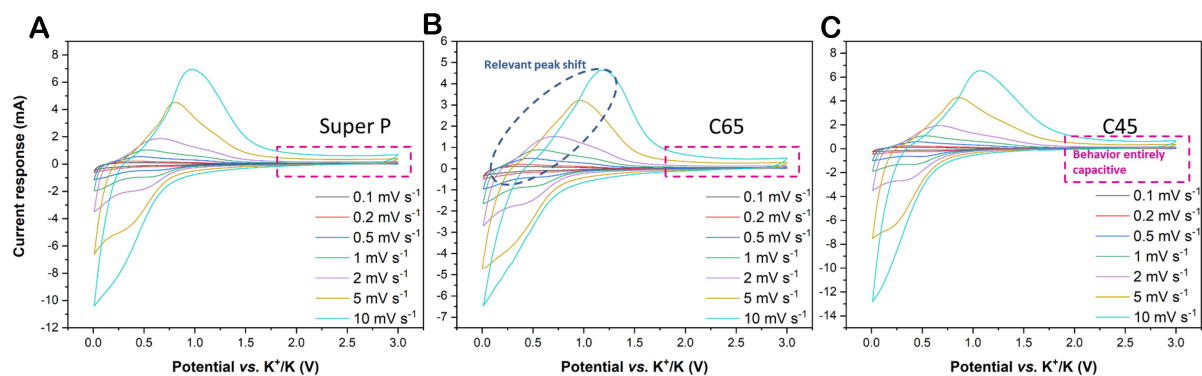 A
B
C
Current response (mA)
8
6
4
2
0
-2
-4
-6
-8
-10
-12
Super P
0.1 mV s⁻¹
0.2 mV s⁻¹
0.5 mV s⁻¹
1 mV s⁻¹
2 mV s⁻¹
5 mV s⁻¹
10 mV s⁻¹
0.0 0.5 1.0 1.5 2.0 2.5 3.0
Potential vs. K⁺/K (V)
6
5
4
3
2
1
0
-1
-2
-3
-4
-5
-6
-7
Relevant peak shift
C65
0.1 mV s⁻¹
0.2 mV s⁻¹
0.5 mV s⁻¹
1 mV s⁻¹
2 mV s⁻¹
5 mV s⁻¹
10 mV s⁻¹
0.0 0.5 1.0 1.5 2.0 2.5 3.0
Potential vs. K⁺/K (V)
8
6
4
2
0
-2
-4
-6
-8
-10
-12
-14
C45
Behavior entirely
capacitive
0.1 mV s⁻¹
0.2 mV s⁻¹
0.5 mV s⁻¹
1 mV s⁻¹
2 mV s⁻¹
5 mV s⁻¹
10 mV s⁻¹
0.0 0.5 1.0 1.5 2.0 2.5 3.0
Potential vs. K⁺/K (V)